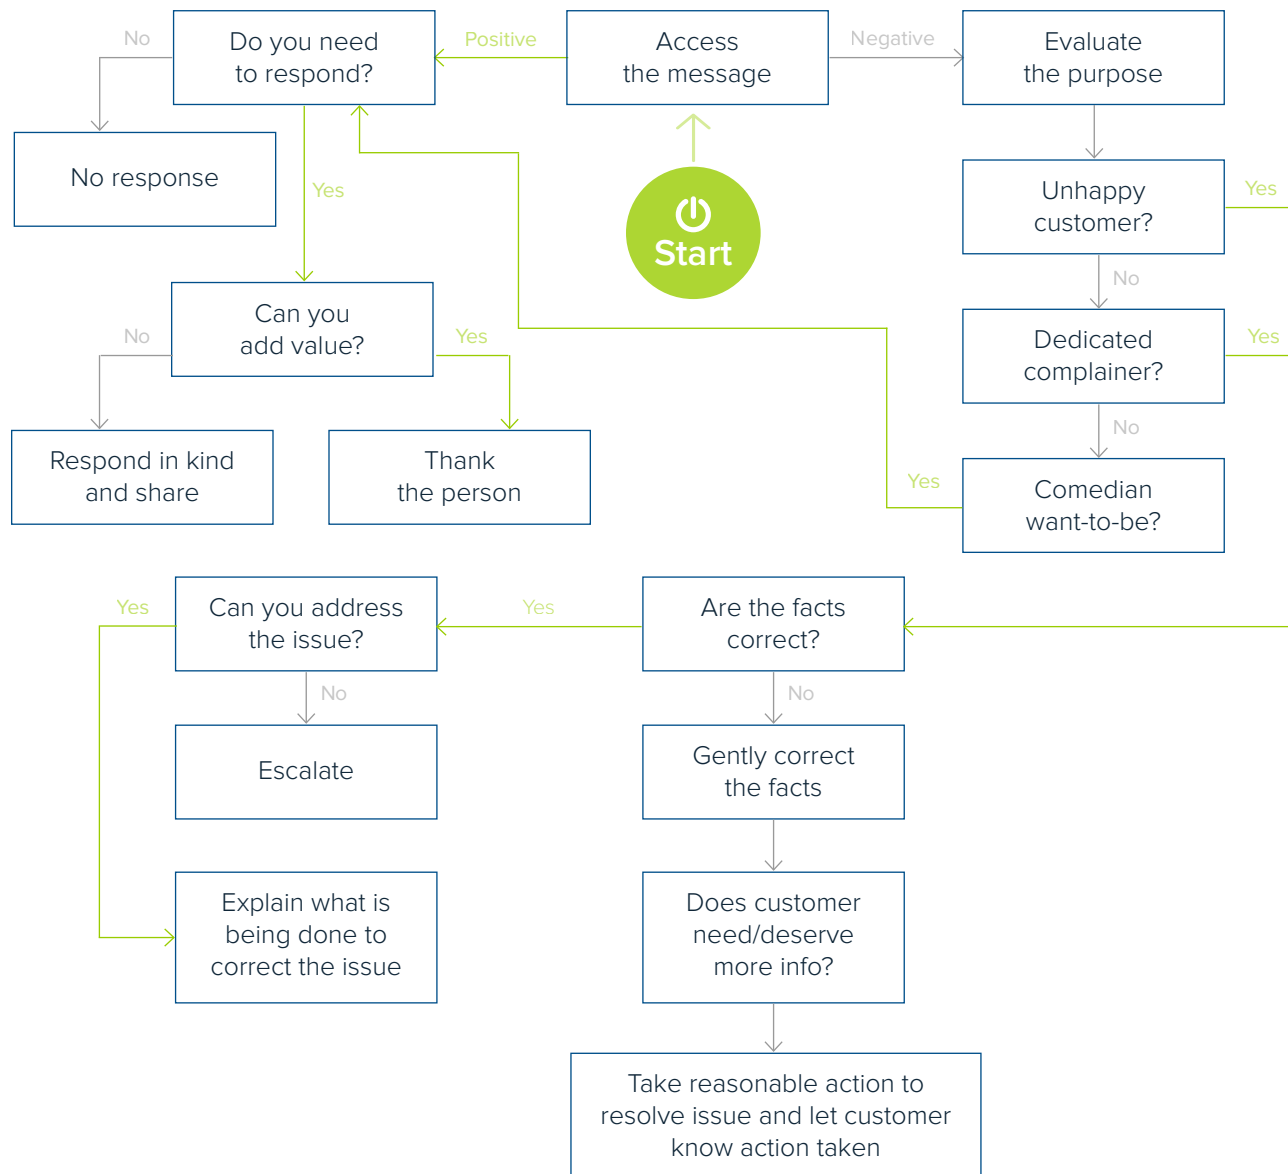 No
Do you need
to respond?
Positive
Access
the message
Negative
Evaluate
the purpose
No response
Yes
Start
Unhappy
customer?
Yes
No
Can you
add value?
No
Yes
Dedicated
complainer?
Yes
No
Respond in kind
and share
Thank
the person
Yes
Comedian
want-to-be?
Yes
Can you address
the issue?
Yes
Are the facts
correct?
No
No
Escalate
Gently correct
the facts
Explain what is
being done to
correct the issue
Does customer
need/deserve
more info?
Take reasonable action to
resolve issue and let customer
know action taken